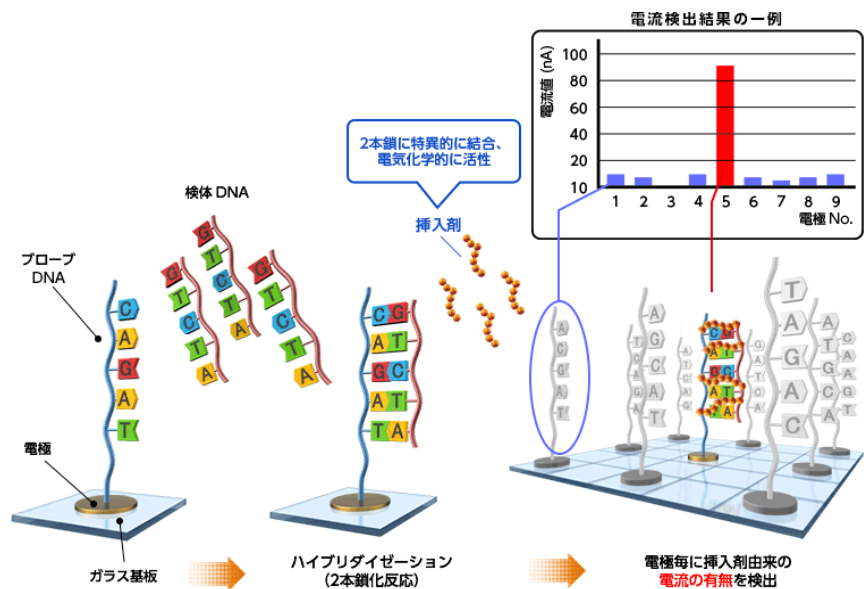 電流検出結果の一例
電流値 (nA)
100
80
60
40
20
10
1 2 3 4 5 6 7 8 9
電極 No.
2本鎖に特異的に結合、
電気化学的に活性
挿入剤
検体 DNA
G
T
C
T
A
G
T
C
T
A
G
T
C
T
A
プローブ
DNA
C
A
G
A
T
電極
ガラス基板
C G
A T
G C
A T
T A
ハイブリダイゼーション
(2本鎖化反応)
A
C
G
A
T
T
C
A
G
A
A
G
C
A
T
A
T
C
A
G
C G
A T
G C
A T
T A
G
A
T
C
A
T
A
G
A
C
A
T
G
C
A
C
A
A
G
T
電極毎に挿入剤由来の
電流の有無を検出